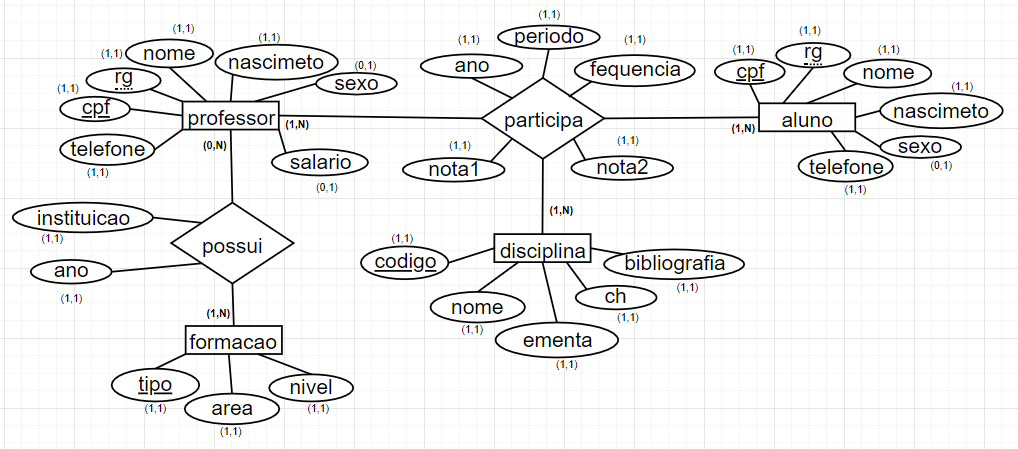 (1,1)
nome
(1,1)
nascimeto
(1,1)
rg
(0,1)
sexo
(1,1)
cpf
professor
(1,N)
(0,N)
telefone
(1,1)
salario
(0,1)
(1,1)
periodo
(1,1)
ano
(1,1)
fequencia
participa
(1,1)
nota1
(1,1)
nota2
(1,N)
(1,1)
cpf
(1,1)
rg
(1,1)
nome
(1,1)
nascimeto
aluno
(1,N)
sexo
(0,1)
telefone
(1,1)
instituicao
(1,1)
possui
ano
(1,1)
(1,N)
formacao
tipo
(1,1)
area
(1,1)
nivel
(1,1)
disciplina
(1,1)
codigo
bibliografia
(1,1)
nome
(1,1)
ch
(1,1)
ementa
(1,1)